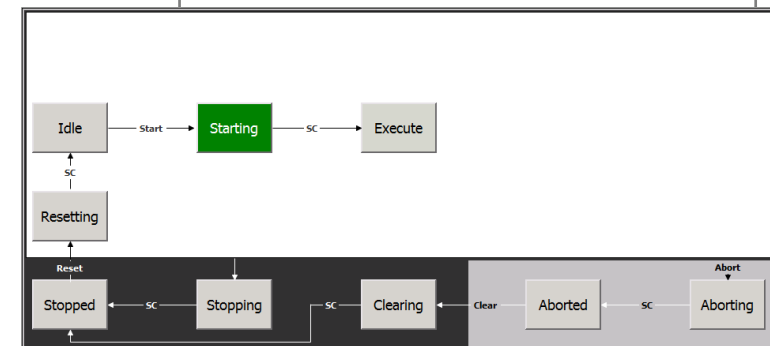 Idle
Start
Starting
SC
Execute
SC
Resetting
Reset
Abort
Stopped
SC
Stopping
SC
Clearing
Clear
Aborted
SC
Aborting